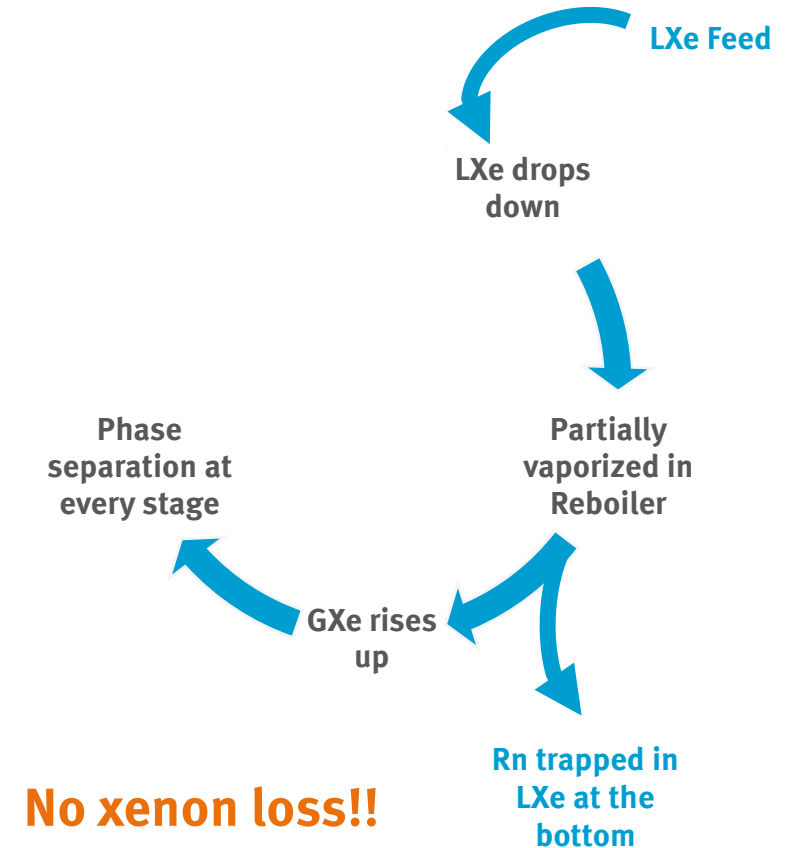 LXe Feed
LXe drops
down
Partially
vaporized in
Reboiler
Phase
separation at
every stage
GXe rises
up
Rn trapped in
LXe at the
bottom
No xenon loss!!